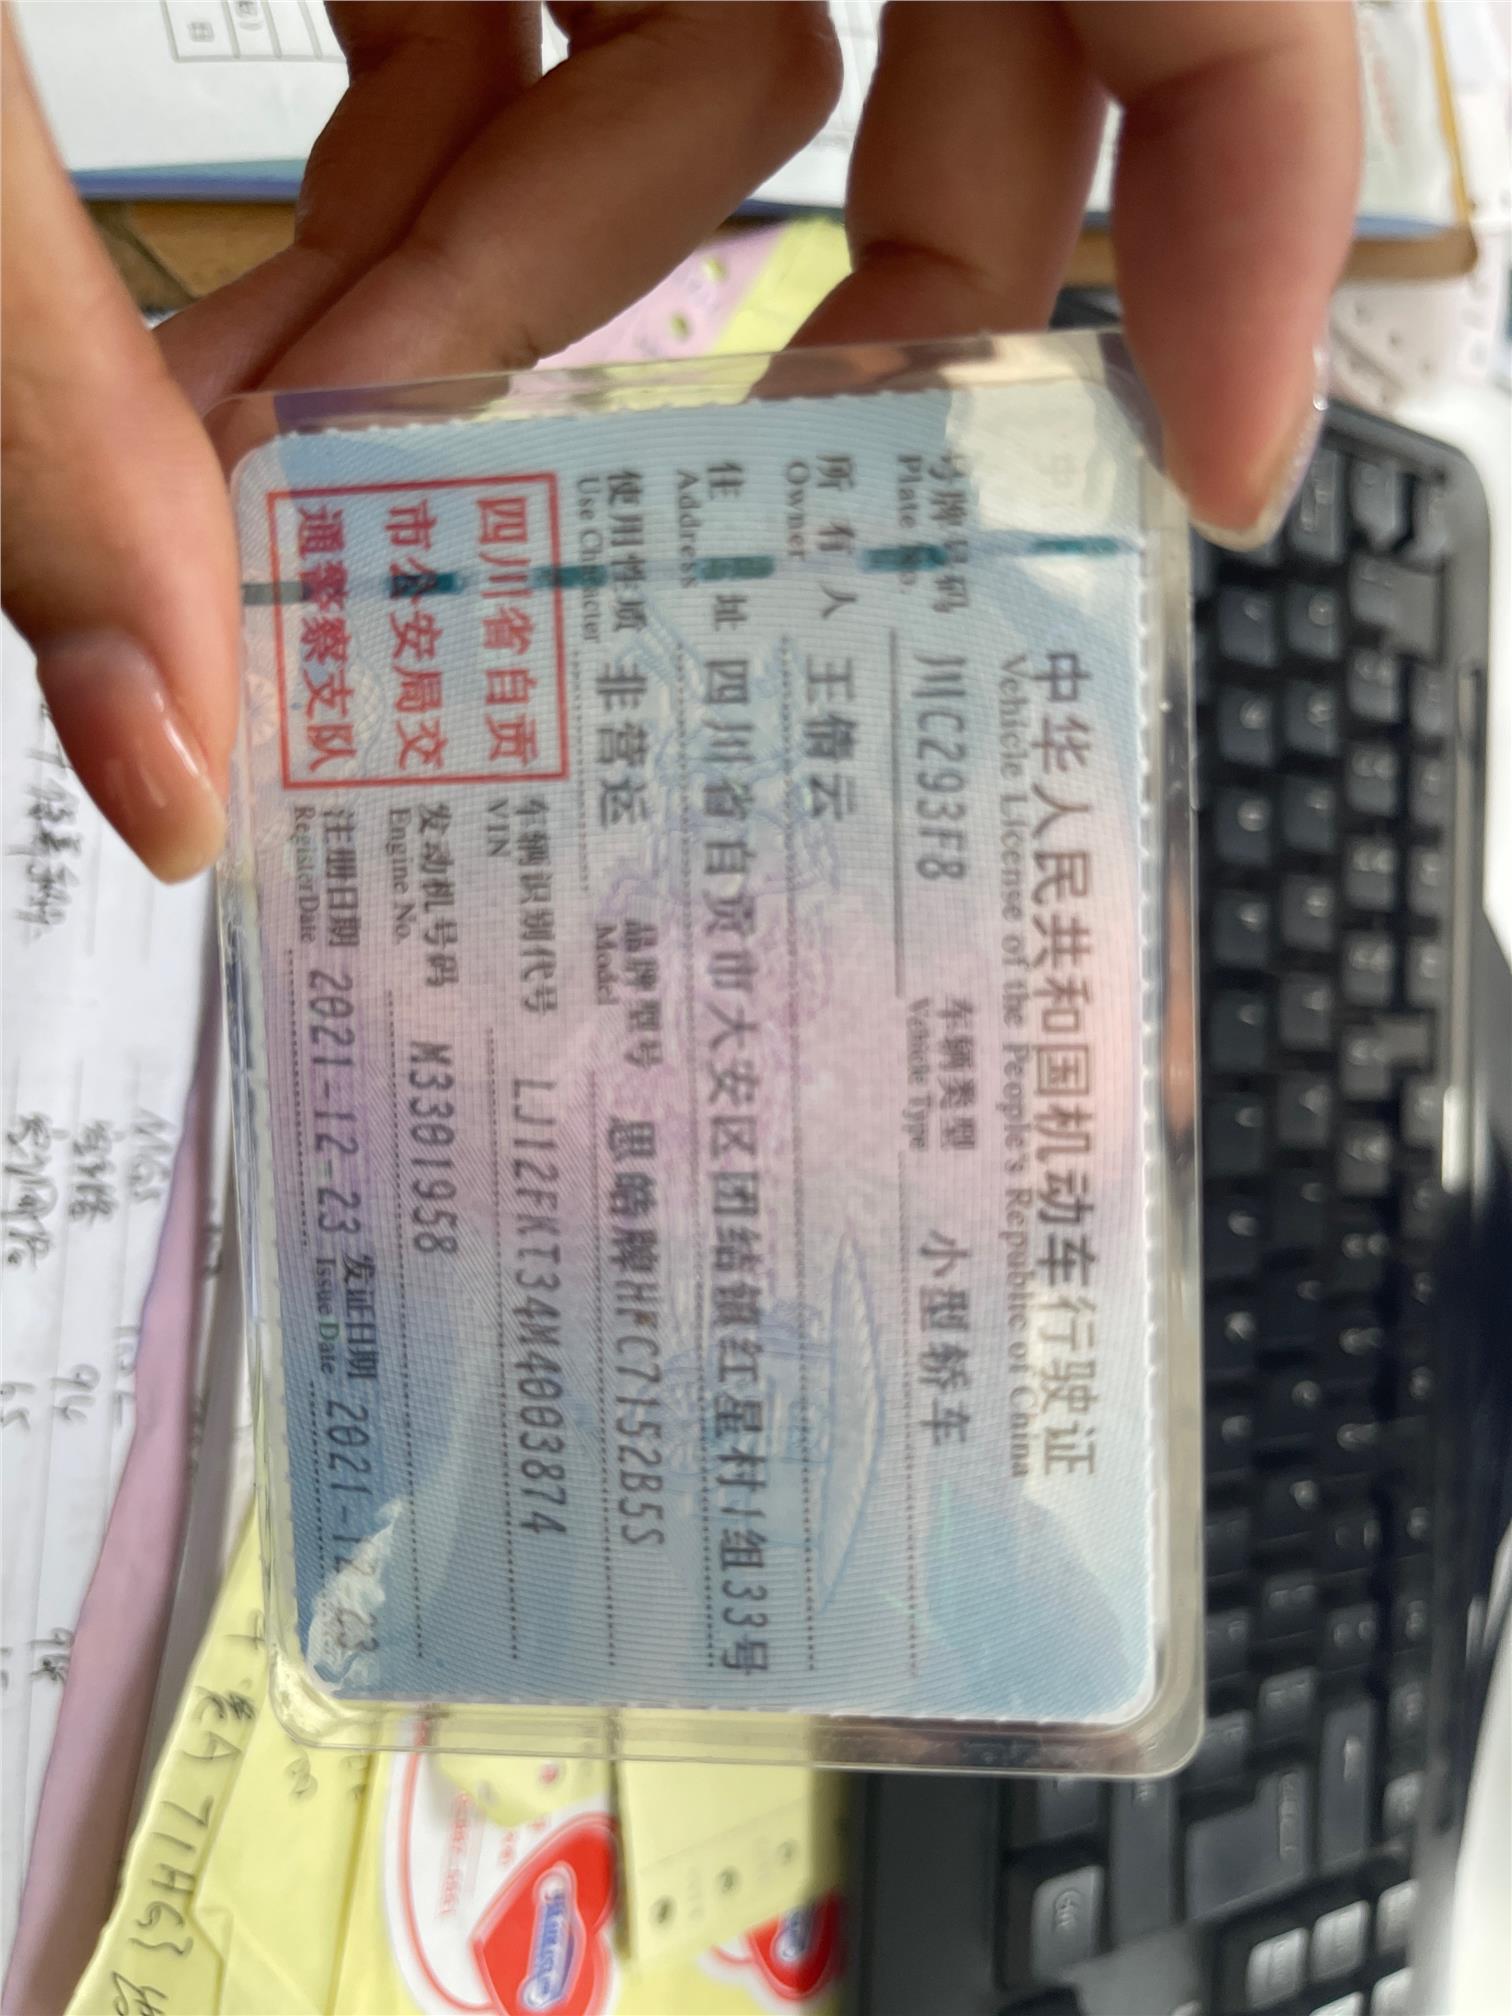 中华人民共和国机动车行驶证
Vehicle License of the People's Republic of China
号牌号码 川C293F8 车辆类型 小型轿车
Plate No. Vehicle Type
所有人 王倩云
Owner
住址 四川省自贡市大安区团结镇红星村1组33号
Address
使用性质 非营运 品牌型号 思皓牌HFC7152B5S
Use Character Model
四川省自贡
市公安局交
通警察支队
车辆识别代号 LJ12FKT34M4003874
VIN
发动机号码 M3301958
Engine No.
注册日期 2021-12-23 发证日期 2021-12-23
Register Date Issue Date